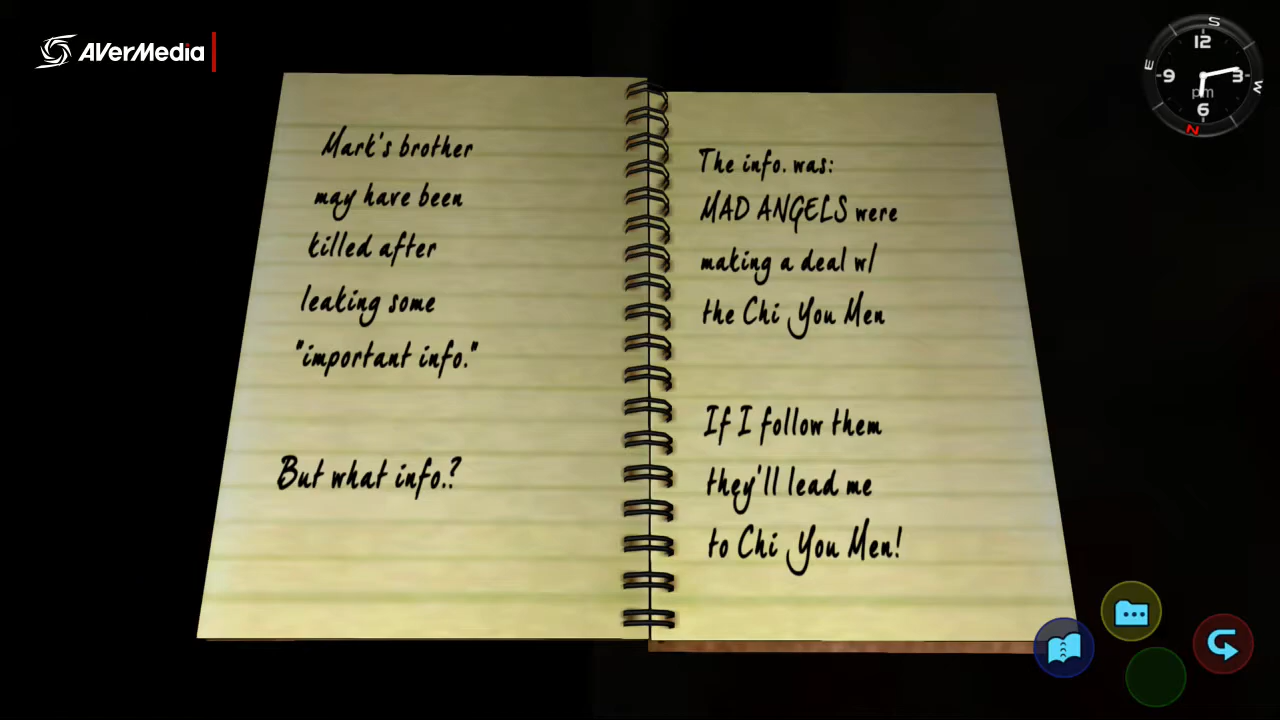 AVerMedia
Mark's brother
may have been
killed after
leaking some
"important info."
But what info.?
The info. was:
MAD ANGELS were
making a deal w/
the Chi You Men
If I follow them
they'll lead me
to Chi You Men!
S
12
E
9
3
W
pm
6
N